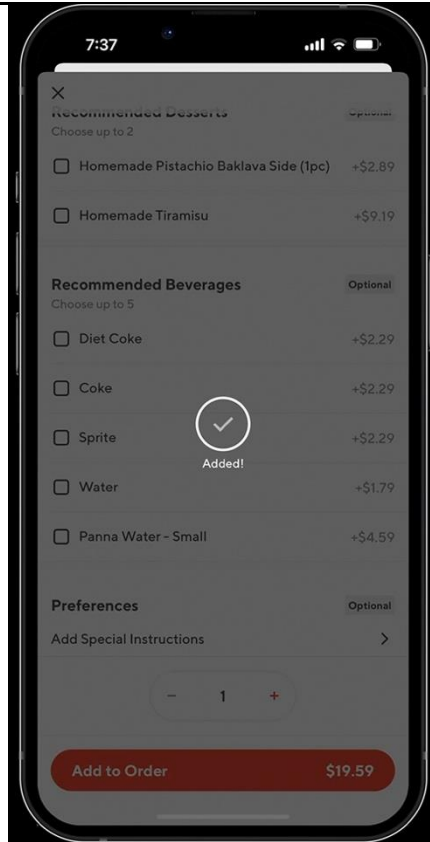 7:37
Recommended Desserts
Optional
Choose up to 2
Homemade Pistachio Baklava Side (1pc) +$2.89
Homemade Tiramisu +$9.19
Recommended Beverages Optional
Choose up to 5
Diet Coke +$2.29
Coke +$2.29
Sprite +$2.29
Added!
Water +$1.79
Panna Water - Small +$4.59
Preferences Optional
Add Special Instructions
- 1 +
Add to Order $19.59